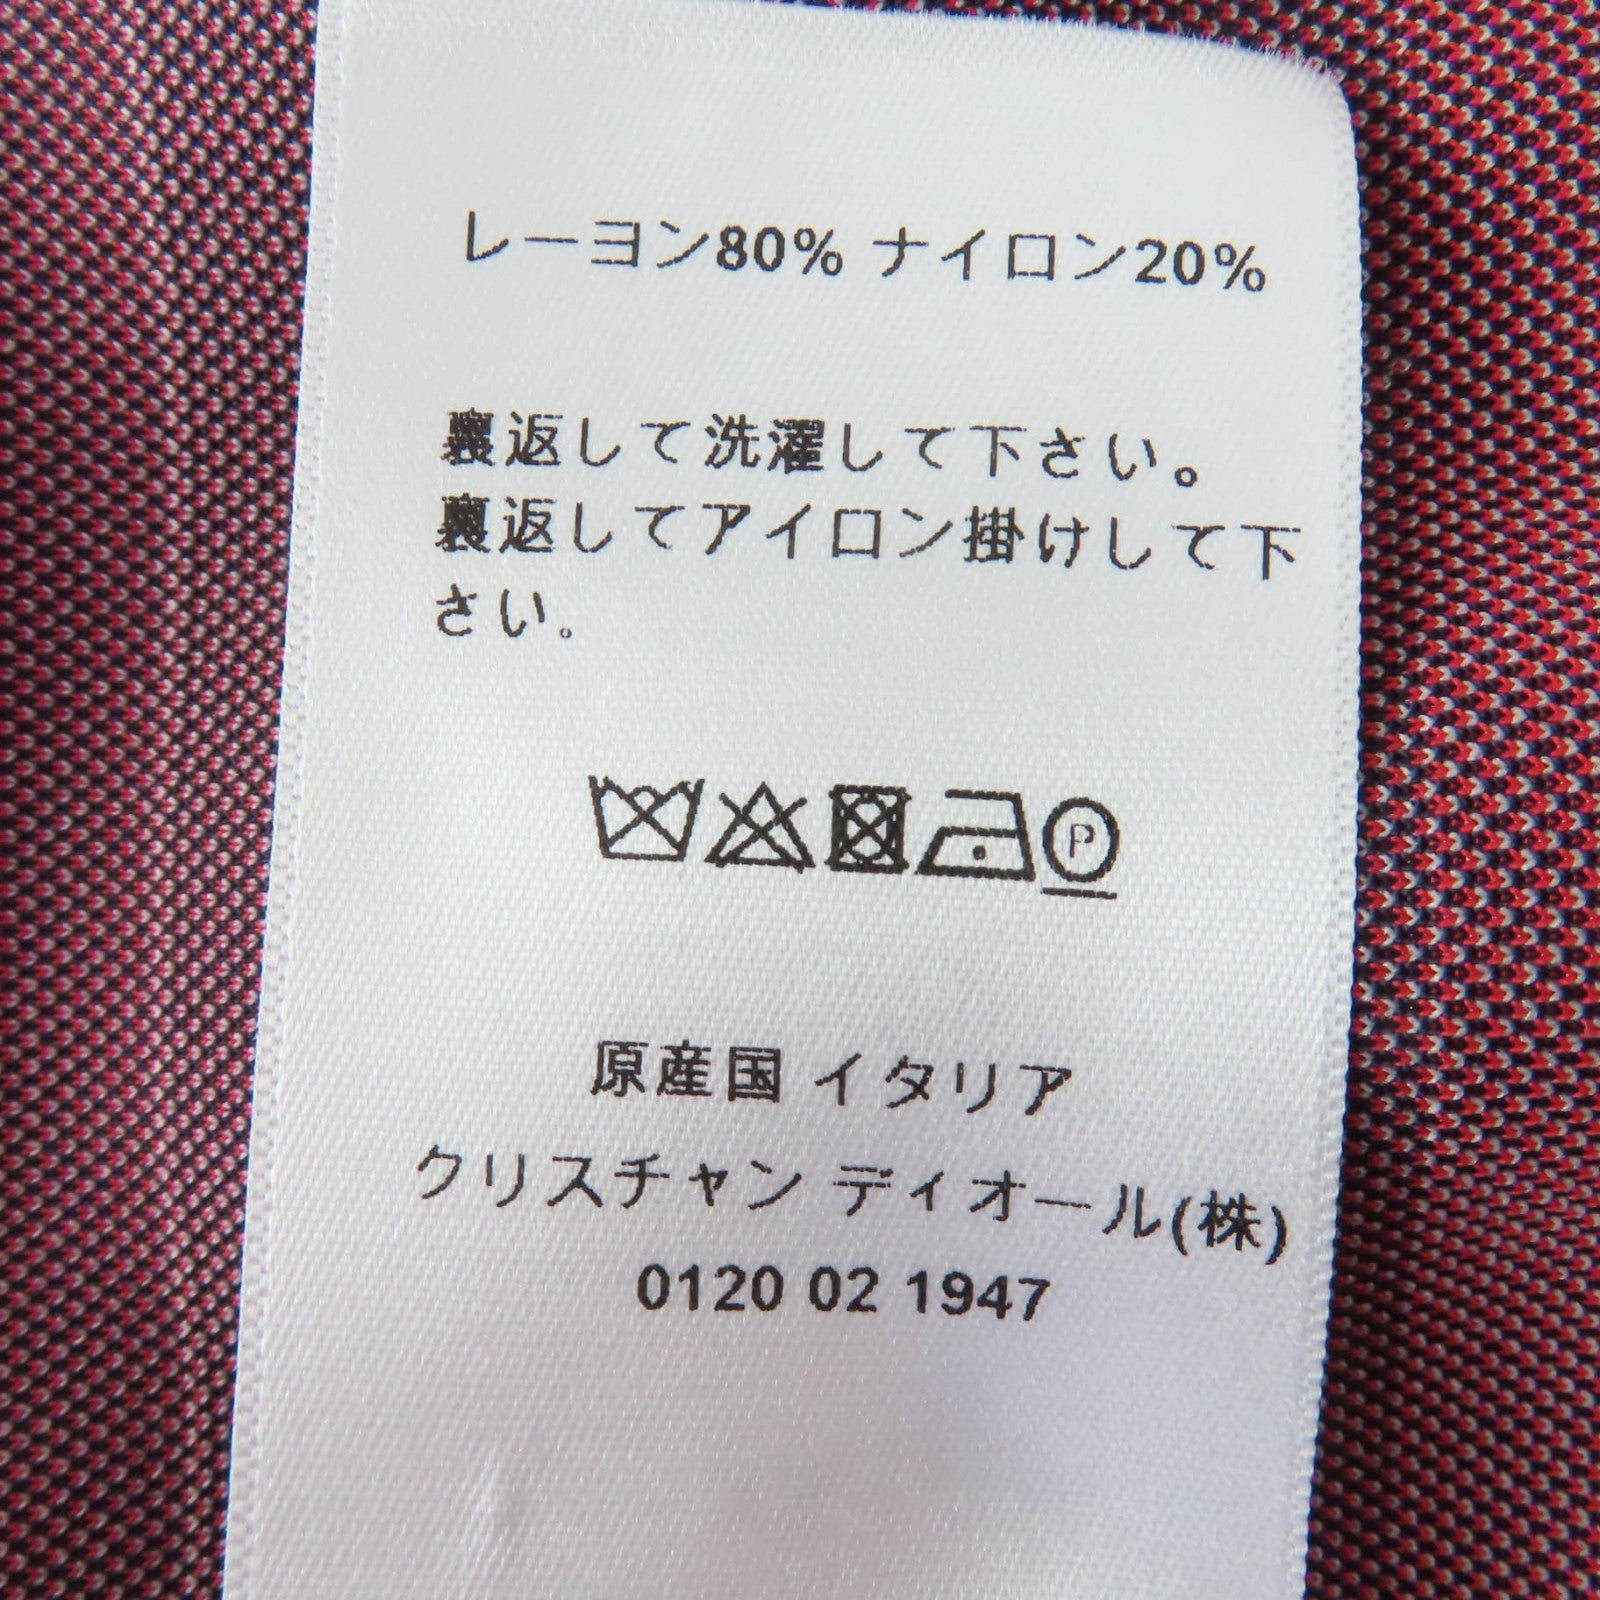 レーヨン80% ナイロン20%
裏返して洗濯して下さい。
裏返してアイロン掛けして下
さい。
P
原産国 イタリア
クリスチャン ディオール(株)
0120 02 1947